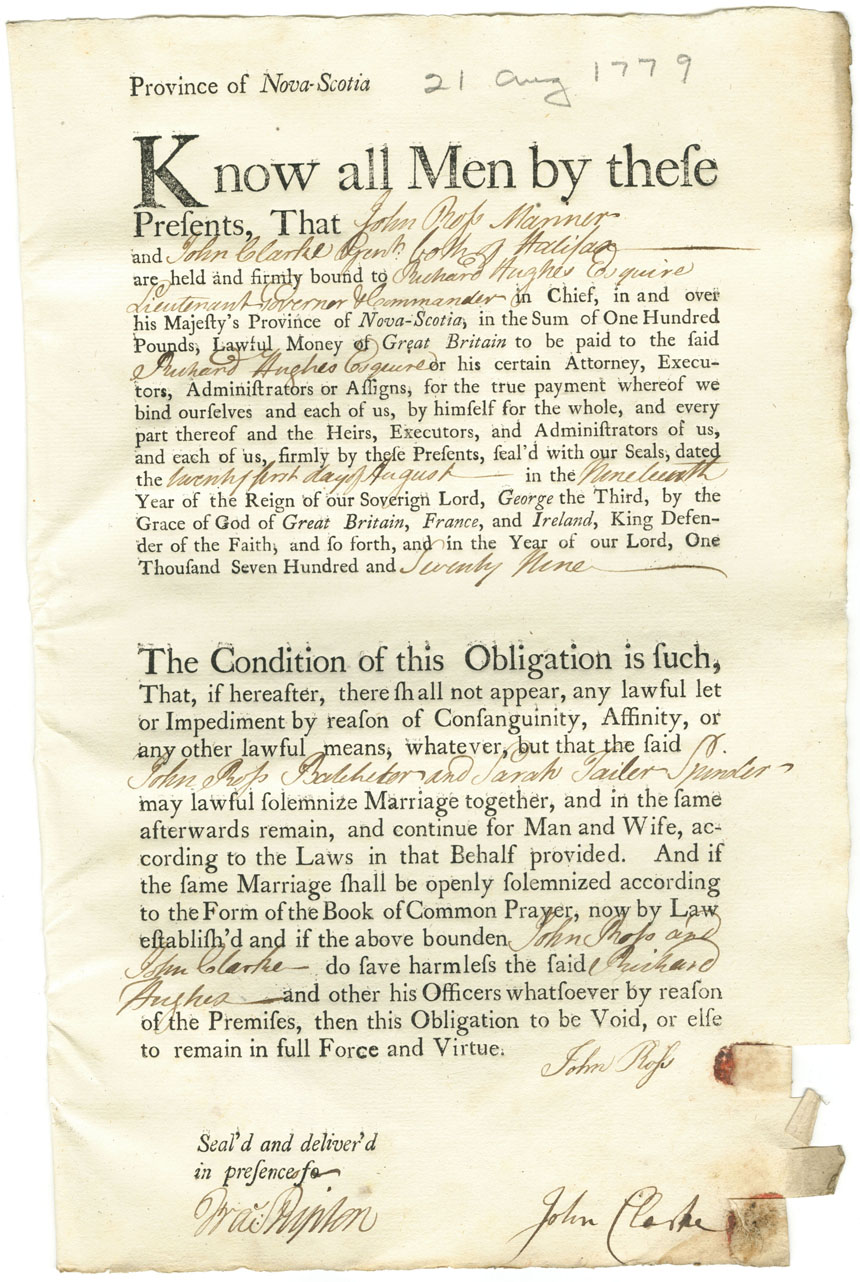 Province of Nova-Scotia 21 Aug 1779
Know all Men by theſe
Preſents, That John Roſs Mariner
and John Clarke Gent. both of Halifax
are held and firmly bound to Richard Hughes Esquire
Lieutenant Governor & Commander in Chief, in and over
his Majeſty's Province of Nova-Scotia, in the Sum of One Hundred
Pounds, Lawful Money of Great Britain to be paid to the ſaid
Richard Hughes Esquire or his certain Attorney, Execu-
tors, Adminiſtrators or Aſſigns, for the true payment whereof we
bind ourſelves and each of us, by himſelf for the whole, and every
part thereof and the Heirs, Executors, and Adminiſtrators of us,
and each of us, firmly by theſe Preſents, ſeal'd with our Seals, dated
the twenty first day of August in the Nineteenth
Year of the Reign of our Soverign Lord, George the Third, by the
Grace of God of Great Britain, France, and Ireland, King Defen-
der of the Faith, and ſo forth, and in the Year of our Lord, One
Thouſand Seven Hundred and Seventy Nine
The Condition of this Obligation is ſuch,
That, if hereafter, there ſhall not appear, any lawful let
or Impediment by reaſon of Conſanguinity, Affinity, or
any other lawful means, whatever, but that the ſaid
John Roſs Batchelor and Sarah Tailer Spinster
may lawful ſolemnize Marriage together, and in the ſame
afterwards remain, and continue for Man and Wife, ac-
cording to the Laws in that Behalf provided. And if
the ſame Marriage ſhall be openly ſolemnized according
to the Form of the Book of Common Prayer, now by Law
eſtabliſh'd and if the above bounden John Roſs and
John Clarke do ſave harmleſs the ſaid Richard
Hughes and other his Officers whatſoever by reaſon
of the Premiſes, then this Obligation to be Void, or elſe
to remain in full Force and Virtue.
John Roſs
Seal'd and deliver'd
in preſence of
John Clarke